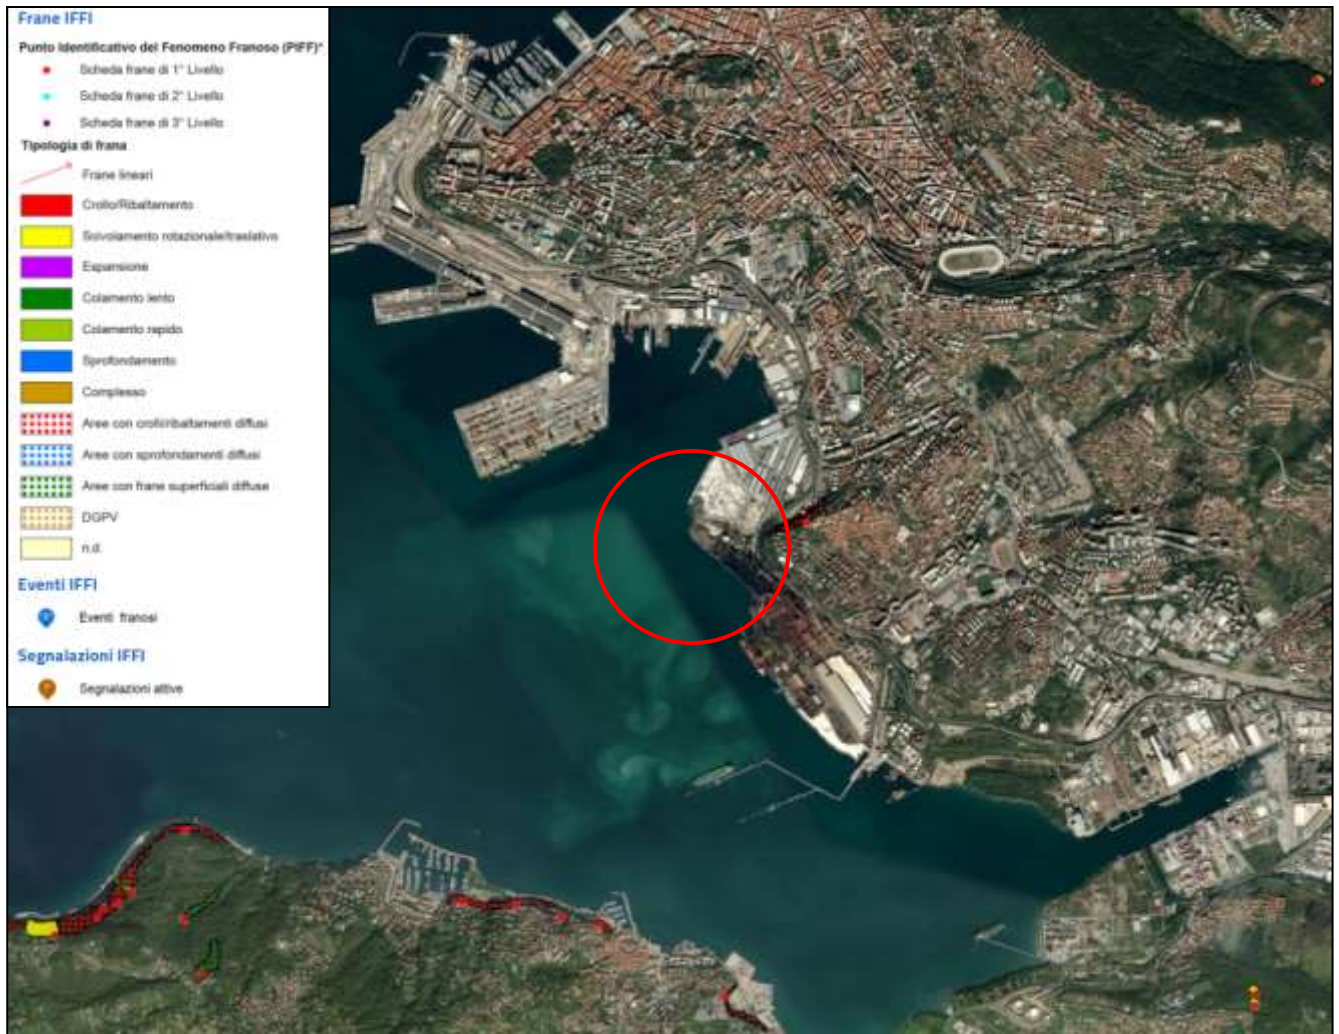 Frane IFFI
Punto Identificativo del Fenomeno Franoso (PIFF)*
Scheda frane di 1° Livello
Scheda frane di 2° Livello
Scheda frane di 3° Livello
Tipologia di frana
Frane lineari
Crollo/Ribaltamento
Scivolamento rotazionale/traslativo
Espansione
Colamento lento
Colamento rapido
Sprofondamento
Complesso
Aree con crolli/ribaltamenti diffusi
Aree con sprofondamenti diffusi
Aree con frane superficiali diffuse
DGPV
n.d.
Eventi IFFI
Eventi franosi
Segnalazioni IFFI
Segnalazioni attive